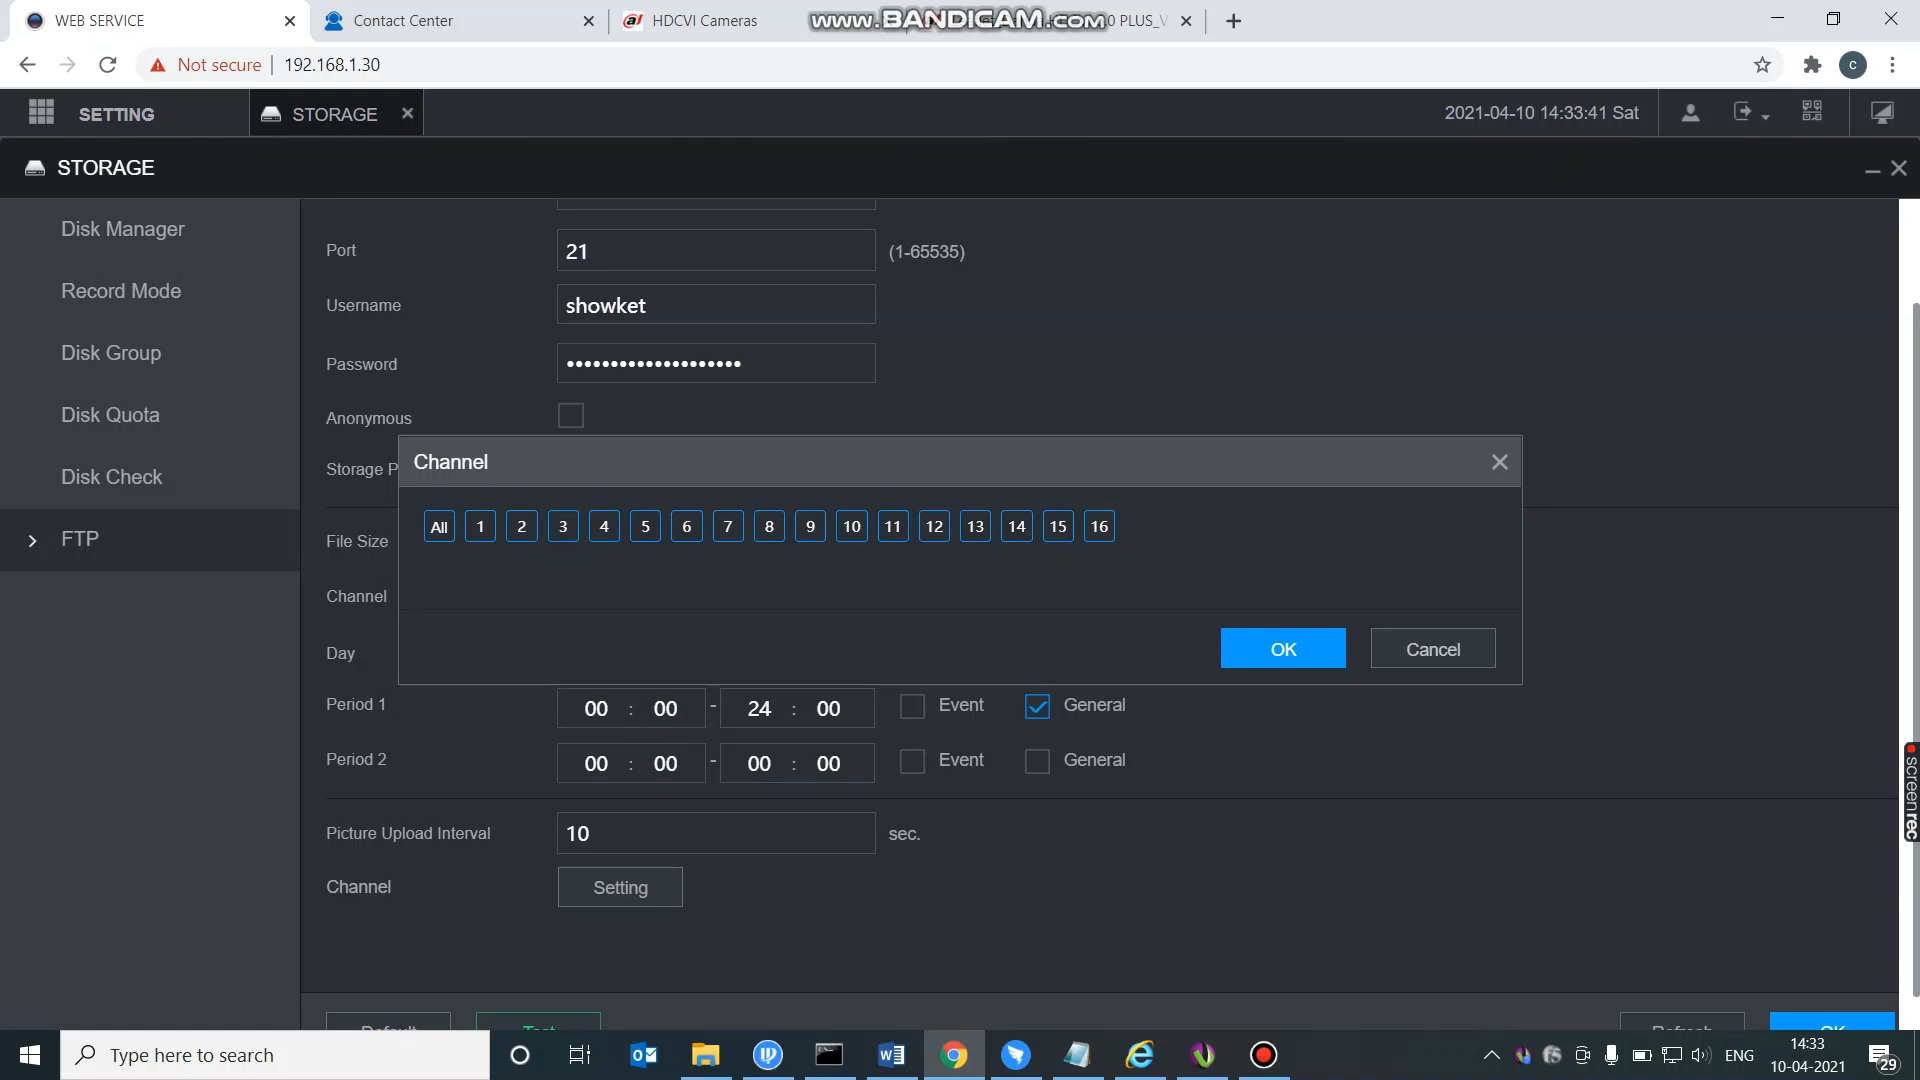 WEB SERVICE
Contact Center
HDCVI Cameras
www.BANDICAM.com
0 PLUS_V
Not secure
192.168.1.30
SETTING
STORAGE
2021-04-10 14:33:41 Sat
STORAGE
Disk Manager
Record Mode
Disk Group
Disk Quota
Disk Check
FTP
Port
21
(1-65535)
Username
showket
Password
•••••••••••••••••••
Anonymous
Storage P
Channel
All 1 2 3 4 5 6 7 8 9 10 11 12 13 14 15 16
OK
Cancel
File Size
Channel
Day
Period 1
00 : 00 - 24 : 00
Event
General
Period 2
00 : 00 - 00 : 00
Event
General
Picture Upload Interval
10
sec.
Channel
Setting
Default
Test
Refresh
OK
screenrec
Type here to search
ENG
14:33
10-04-2021
29